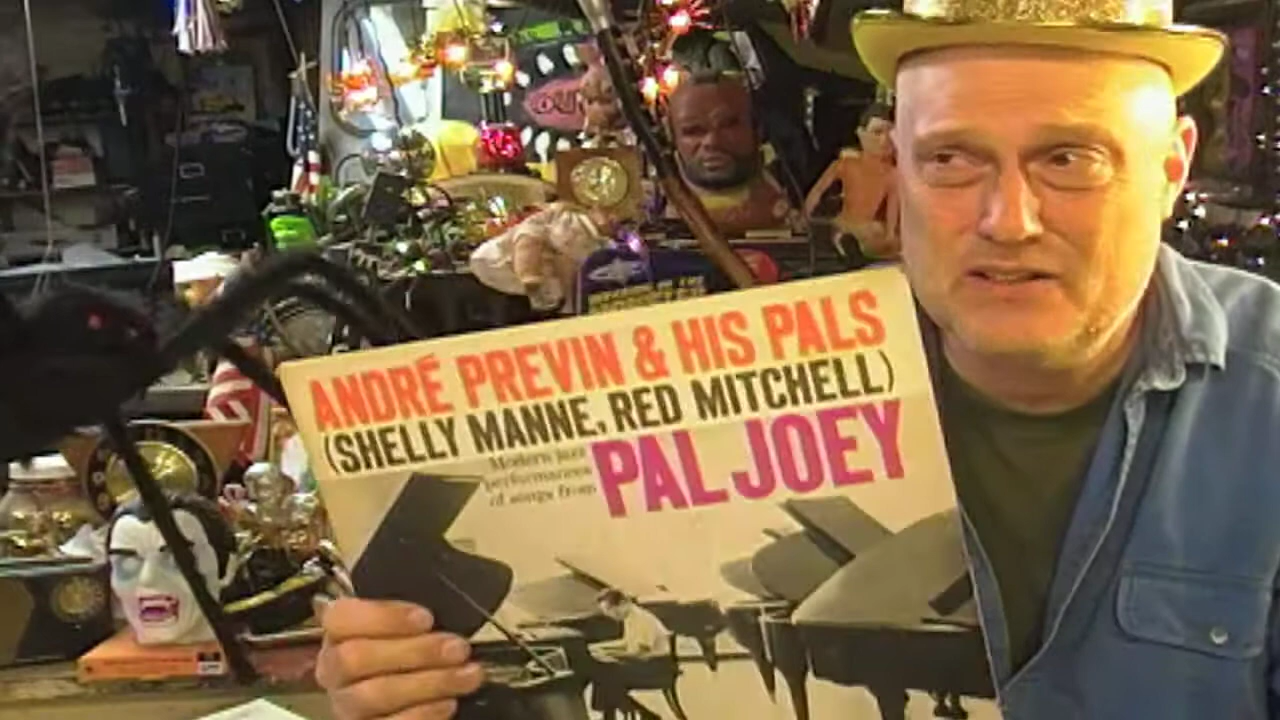 ANDRÉ PREVIN & HIS PALS
(SHELLY MANNE, RED MITCHELL)
Modern jazz
performances
of songs from
PAL JOEY